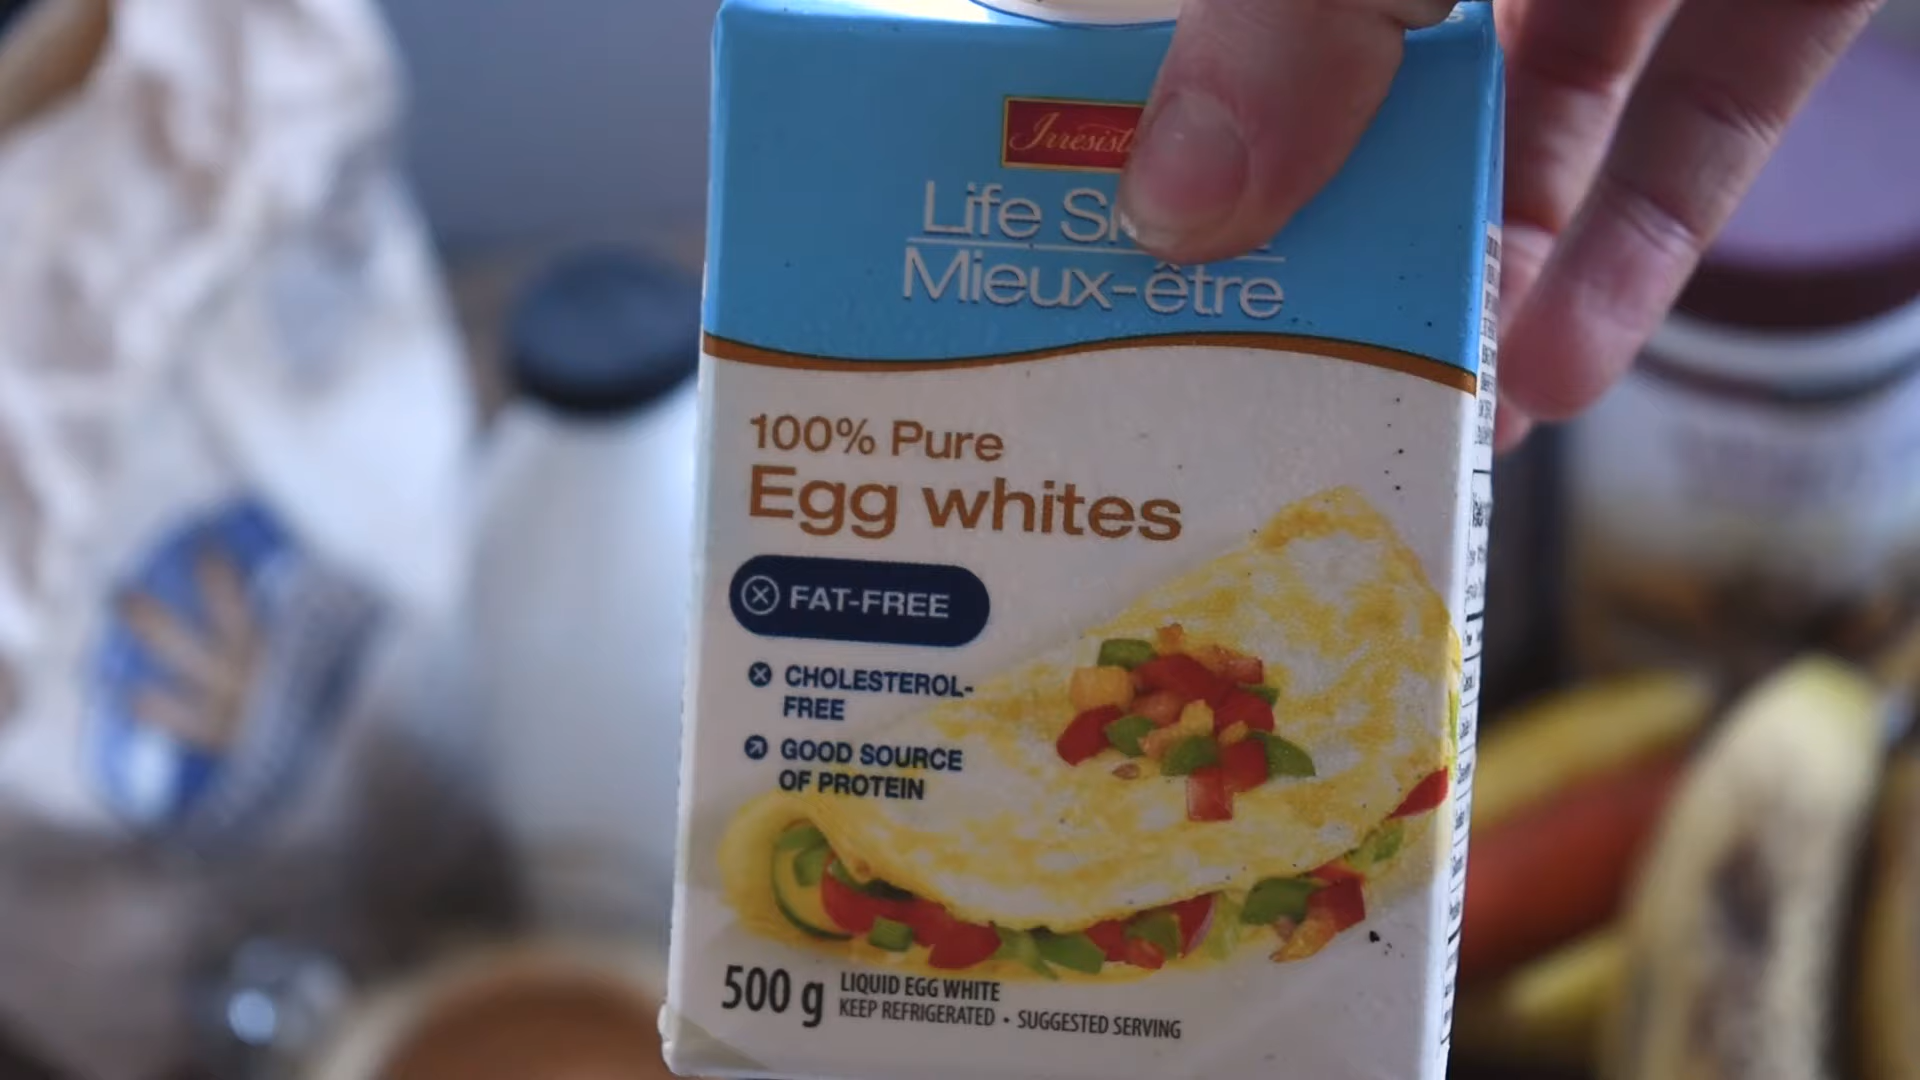 Life
Mieux-être
100% Pure
Egg whites
FAT-FREE
CHOLESTEROL-
FREE
GOOD SOURCE
OF PROTEIN
500 g
LIQUID EGG WHITE
KEEP REFRIGERATED • SUGGESTED SERVING